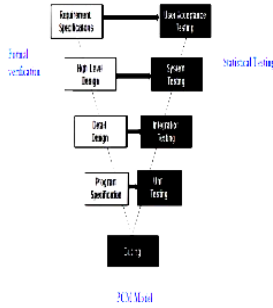 Requirement
Specifications
User Acceptance
Testing
Formal
verification
High Level
Design
System
Testing
Statistical Testing
Detail
Design
Integration
Testing
Program
Specification
Unit
Testing
Coding
Model